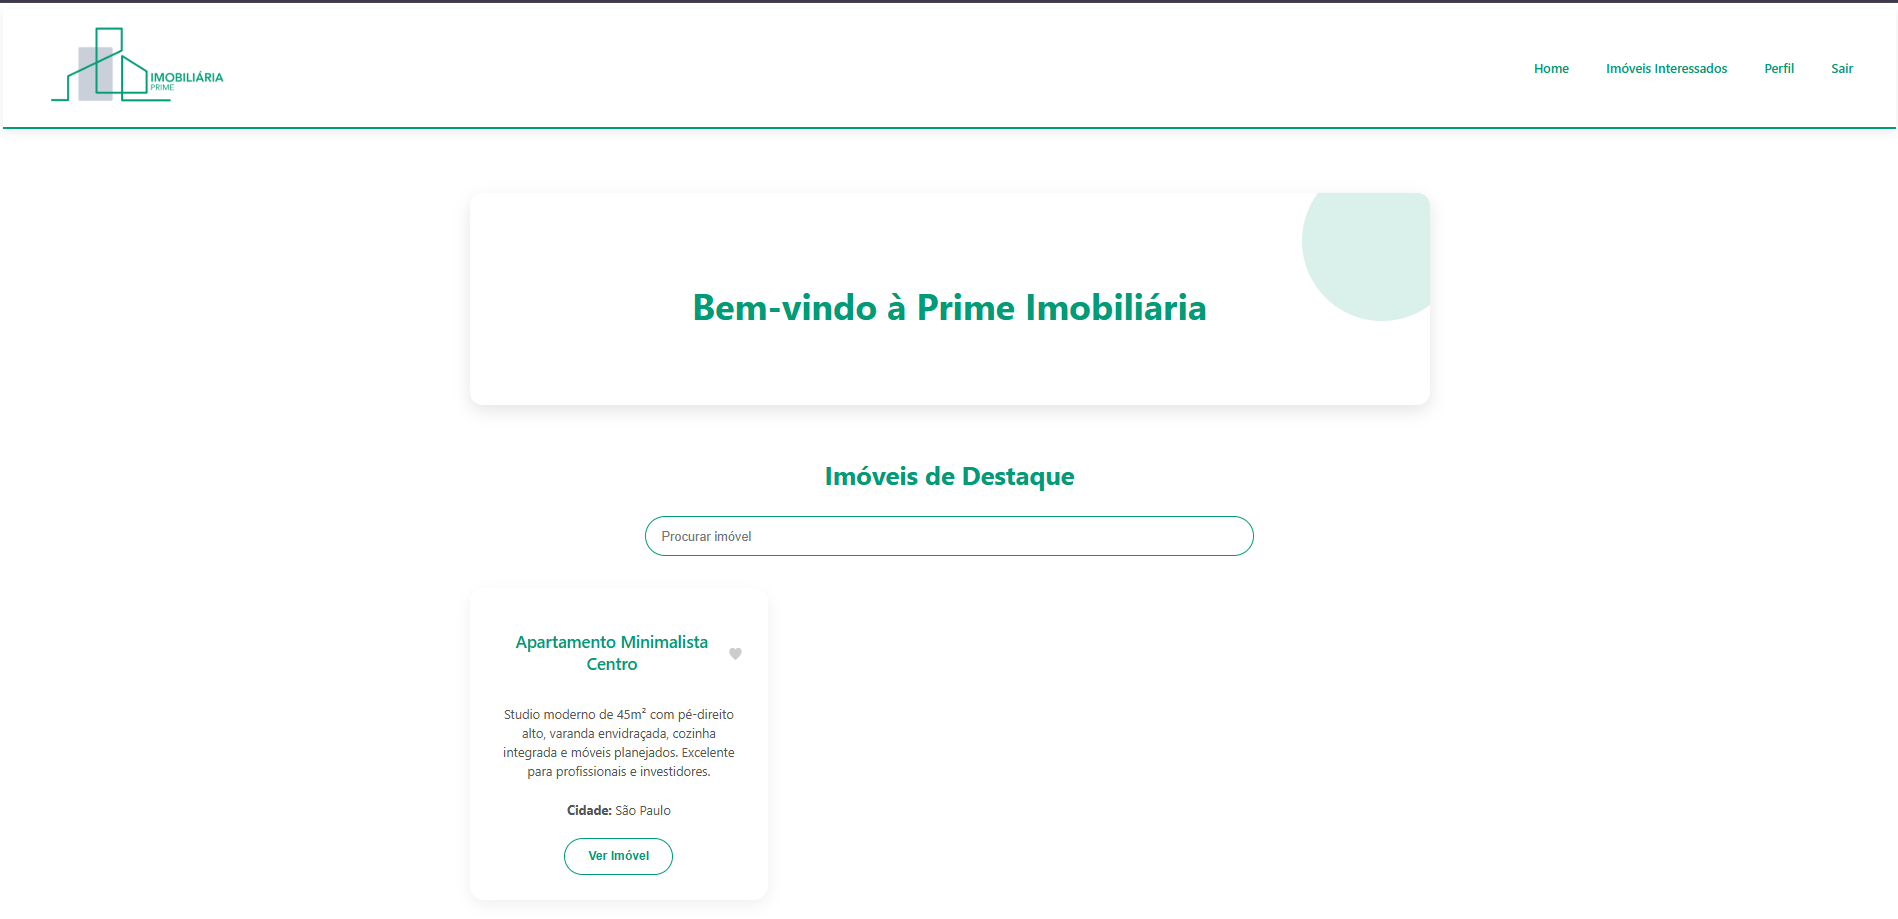 IMOBILIÁRIA
PRIME
Home
Imóveis Interessados
Perfil
Sair
Bem-vindo à Prime Imobiliária
Imóveis de Destaque
Procurar imóvel
Apartamento Minimalista
Centro
Studio moderno de 45m² com pé-direito
alto, varanda envidraçada, cozinha
integrada e móveis planejados. Excelente
para profissionais e investidores.
Cidade: São Paulo
Ver Imóvel